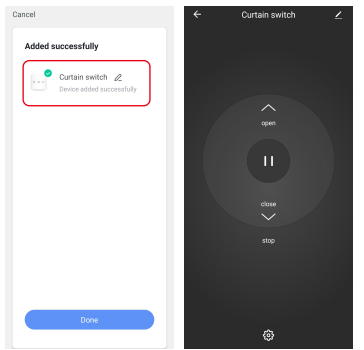 Cancel
Added successfully
Curtain switch
Device added successfully
Done
Curtain switch
open
close
stop